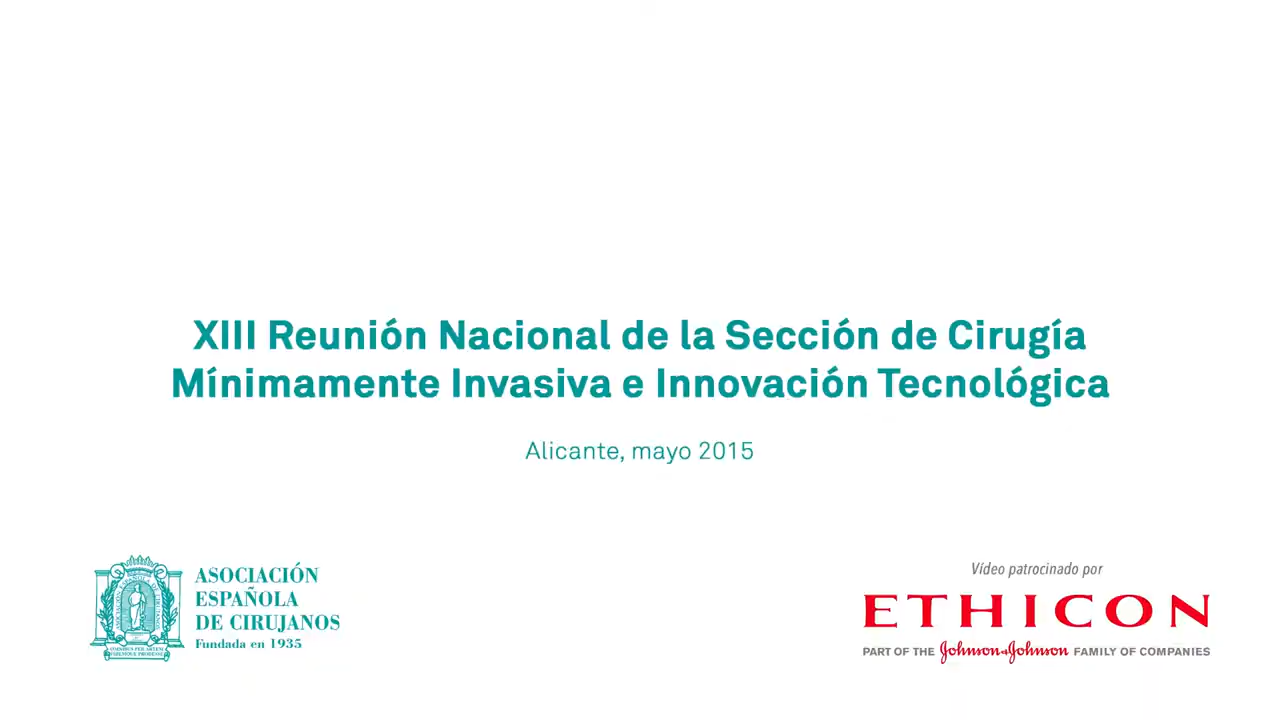 XIII Reunión Nacional de la Sección de Cirugía
Mínimamente Invasiva e Innovación Tecnológica
Alicante, mayo 2015
ASOCIACIÓN
ESPAÑOLA
DE CIRUJANOS
Fundada en 1935
Vídeo patrocinado por
ETHICON
PART OF THE Johnson & Johnson FAMILY OF COMPANIES